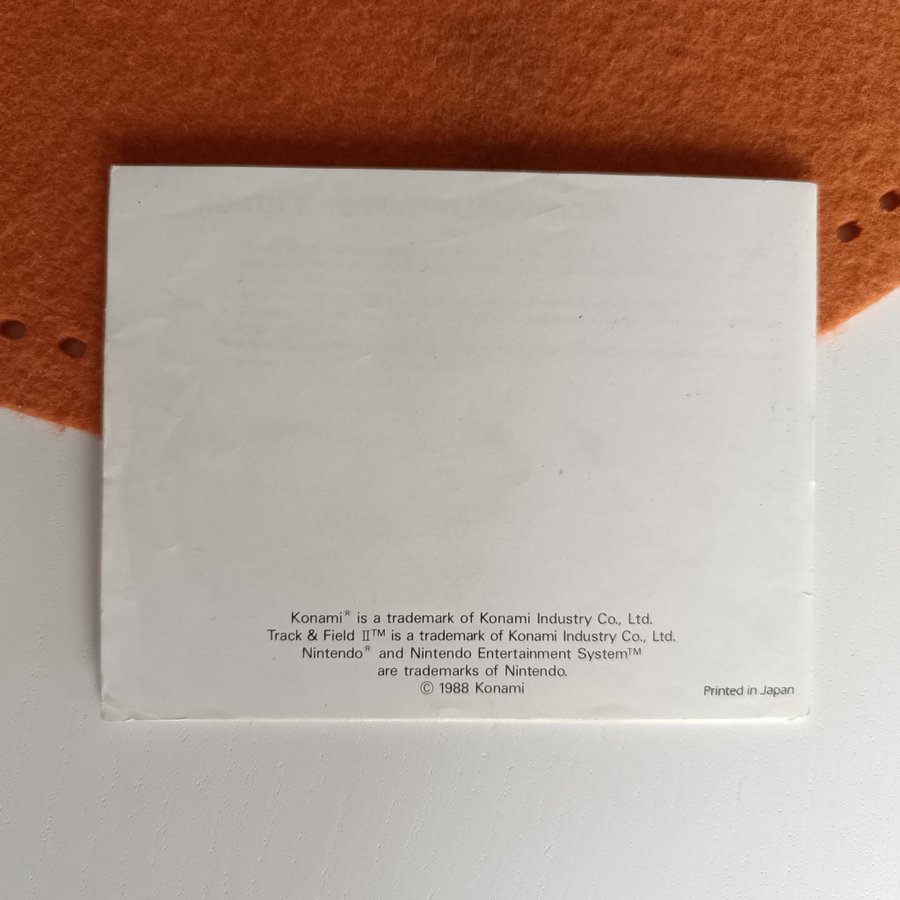 Konami® is a trademark of Konami Industry Co., Ltd.
Track & Field Ⅱ™ is a trademark of Konami Industry Co., Ltd.
Nintendo® and Nintendo Entertainment System™
are trademarks of Nintendo.
© 1988 Konami
Printed in Japan